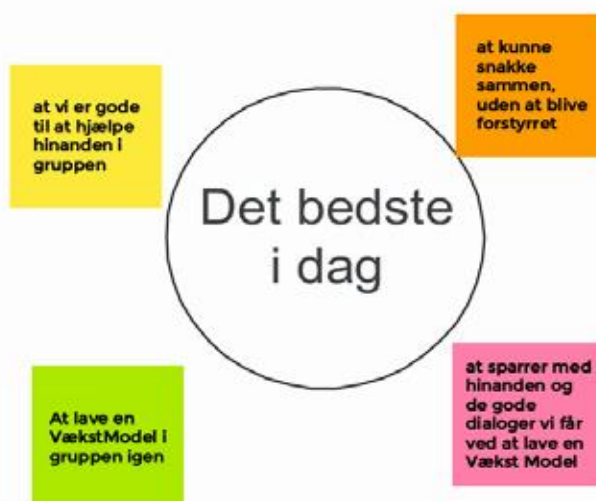 at kunne
snakke
sammen,
uden at blive
forstyrret
at vi er gode
til at hjælpe
hinanden i
gruppen
Det bedste
i dag
at sparrer med
hinanden og
de gode
dialoger vi får
ved at lave en
Vækst Model
At lave en
VækstModel i
gruppen igen